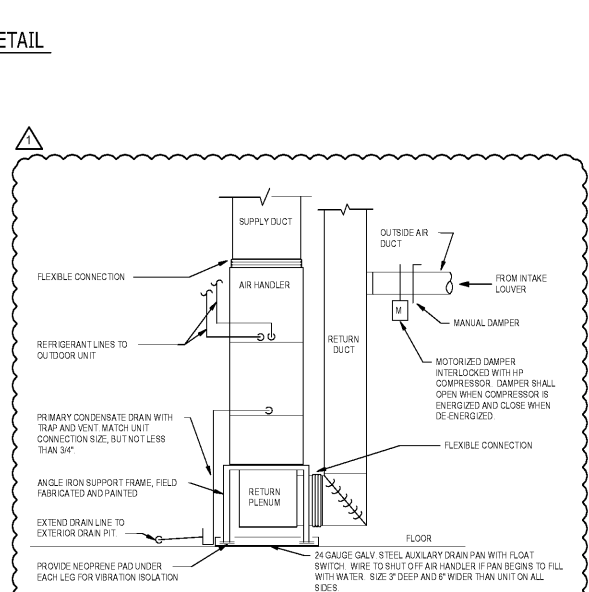 ETAIL
1
SUPPLY DUCT
OUTSIDE AIR
DUCT
FLEXIBLE CONNECTION
AIR HANDLER
FROM INTAKE
LOUVER
M
MANUAL DAMPER
REFRIGERANT LINES TO
OUTDOOR UNIT
RETURN
DUCT
MOTORIZED DAMPER
INTERLOCKED WITH HP
COMPRESSOR. DAMPER SHALL
OPEN WHEN COMPRESSOR IS
ENERGIZED AND CLOSE WHEN
DE-ENERGIZED.
PRIMARY CONDENSATE DRAIN WITH
TRAP AND VENT. MATCH UNIT
CONNECTION SIZE, BUT NOT LESS
THAN 3/4".
FLEXIBLE CONNECTION
ANGLE IRON SUPPORT FRAME, FIELD
FABRICATED AND PAINTED
RETURN
PLENUM
EXTEND DRAIN LINE TO
EXTERIOR DRAIN PIT.
FLOOR
PROVIDE NEOPRENE PAD UNDER
EACH LEG FOR VIBRATION ISOLATION
24 GAUGE GALV. STEEL AUXILARY DRAIN PAN WITH FLOAT
SWITCH. WIRE TO SHUT OFF AIR HANDLER IF PAN BEGINS TO FILL
WITH WATER. SIZE 3" DEEP AND 6" WIDER THAN UNIT ON ALL
SIDES.